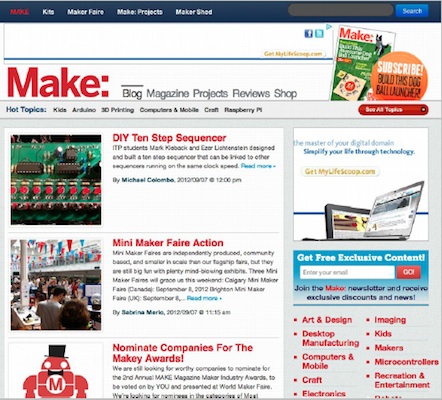 MAKE Kits Maker Faire Make: Projects Maker Shed
Search
Get MyLifeScoop.com
Make:
SUBSCRIBE!
BUILD THIS DOG
BALL LAUNCHER!
Make:
Blog Magazine Projects Reviews Shop
Hot Topics: Kids Arduino 3D Printing Computers & Mobile Craft Raspberry Pi
See All Topics
DIY Ten Step Sequencer
ITP students Mark Kleback and Ezer Lichtenstein designed
and built a ten step sequencer that can be linked to other
sequencers running on the same clock speed. Read more »
By Michael Colombo, 2012/09/07 @ 12:00 pm
Mini Maker Faire Action
Mini Maker Faires are independently produced, community
based, and smaller in scale than our flagship fairs, but they
are still big fun with plenty mind-blowing exhibits. Three Mini
Maker Faires will grace us this weekend: Calgary Mini Maker
Faire (Canada): September 8, 2012 Brighton Mini Maker
Faire (UK): September 8,... Read more »
By Sabrina Merlo, 2012/09/07 @ 11:15 am
Nominate Companies For The
Makey Awards!
We are still looking for worthy companies to nominate for
the 2nd Annual MAKE Magazine Maker Industry Awards, to
be voted on by YOU and presented at World Maker Faire.
We're looking for nominees in the categories of Most
the master of your digital domain
Simplify your life through technology.
Get MyLifeScoop.com
Get Free Exclusive Content!
Enter your email
GO!
Join the Make: newsletter and receive
exclusive discounts and news!
Art & Design
Desktop
Manufacturing
Computers &
Mobile
Craft
Electronics
Imaging
Kids
Makers
Microcontrollers
Recreation &
Entertainment
Robots